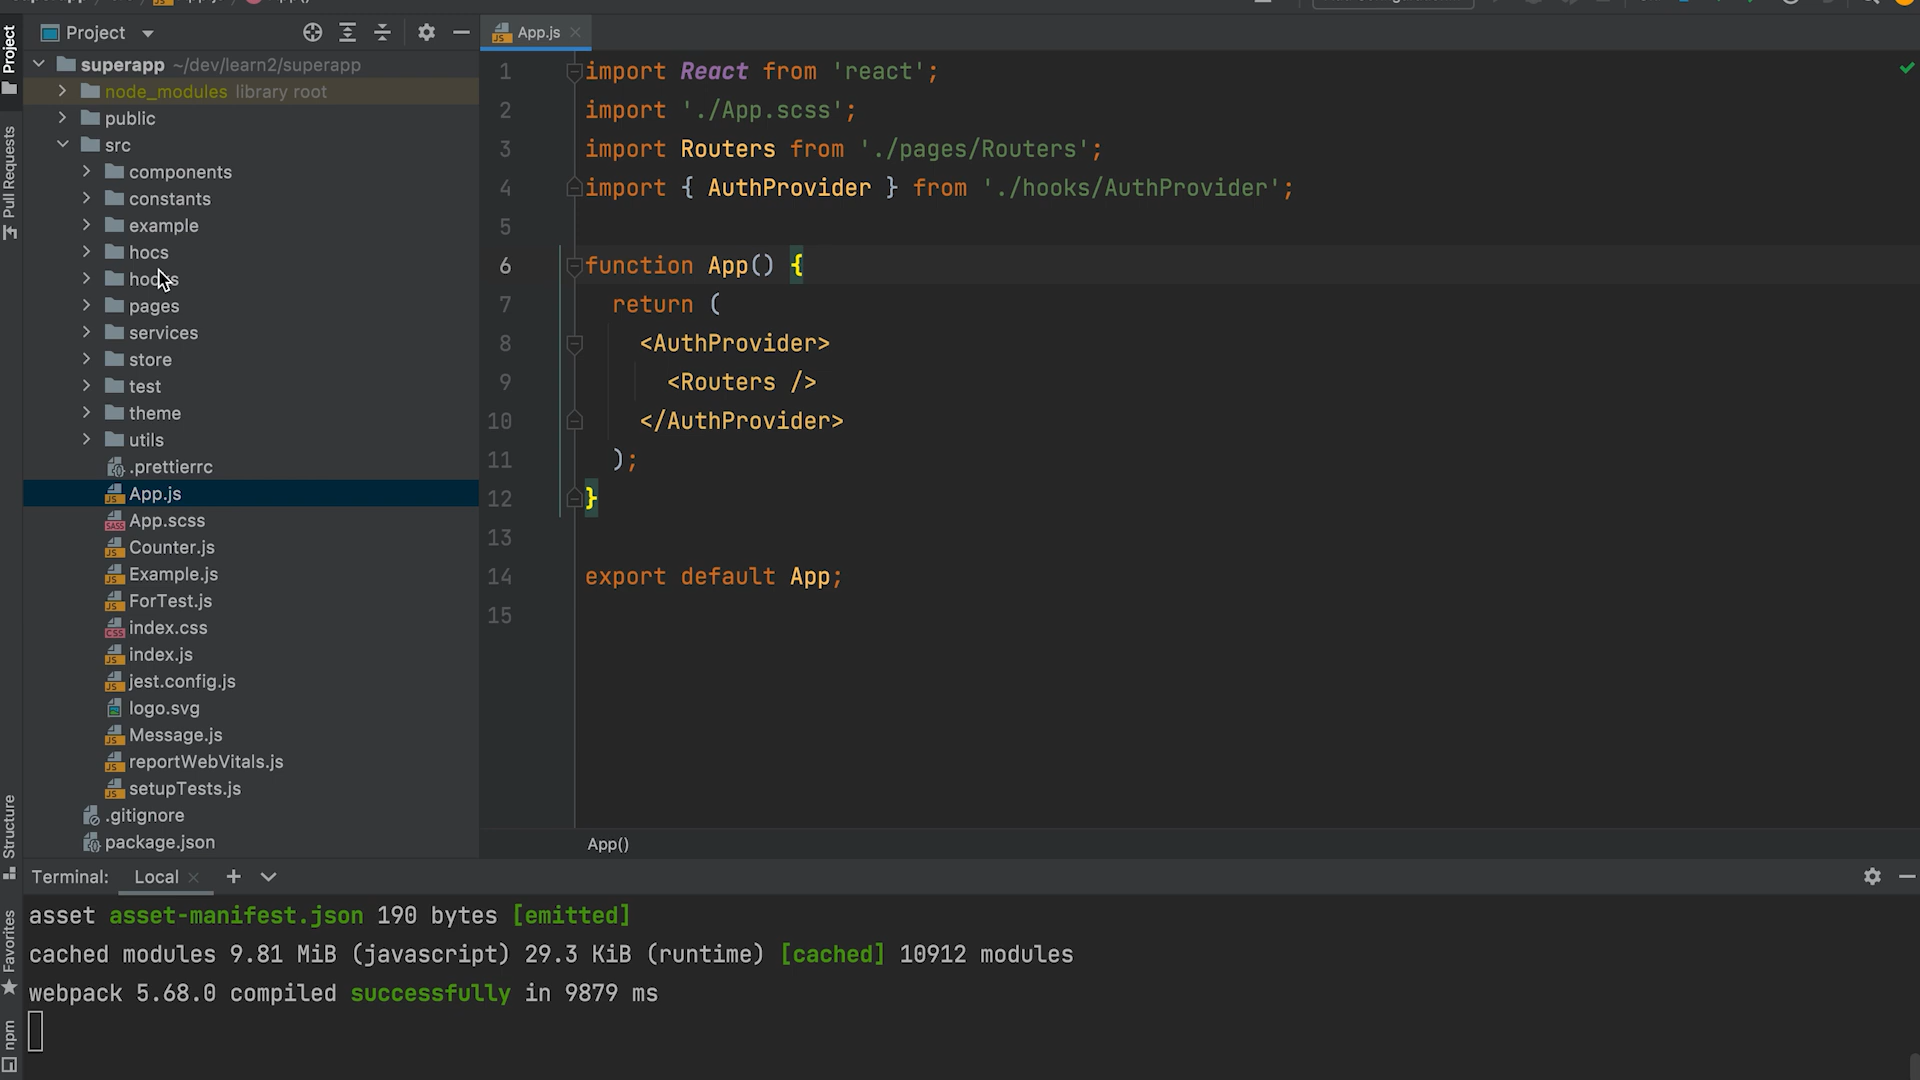 Project
App.js
superapp ~/dev/learn2/superapp
node_modules library root
public
src
components
constants
example
hocs
hooks
pages
services
store
test
theme
utils
.prettierrc
App.js
App.scss
Counter.js
Example.js
ForTest.js
index.css
index.js
jest.config.js
logo.svg
Message.js
reportWebVitals.js
setupTests.js
.gitignore
package.json
Project
Pull Requests
Structure
Favorites
npm
1 import React from 'react';
2 import './App.scss';
3 import Routers from './pages/Routers';
4 import { AuthProvider } from './hooks/AuthProvider';
5
6 function App() {
7 return (
8 <AuthProvider>
9 <Routers />
10 </AuthProvider>
11 );
12 }
13
14 export default App;
15
App()
Terminal: Local
asset asset-manifest.json 190 bytes [emitted]
cached modules 9.81 MiB (javascript) 29.3 KiB (runtime) [cached] 10912 modules
webpack 5.68.0 compiled successfully in 9879 ms